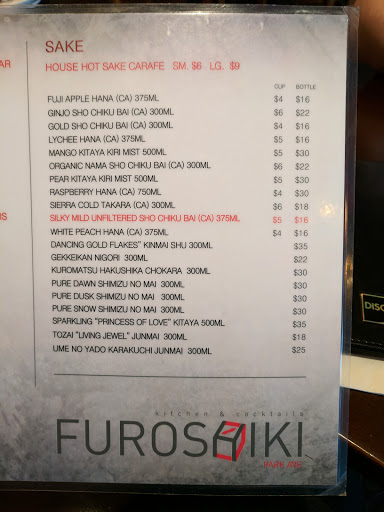 AR
SAKE
HOUSE HOT SAKE CARAFE SM. $6 LG. $9
CUP BOTTLE
FUJI APPLE HANA (CA) 375ML $4 $16
GINJO SHO CHIKU BAI (CA) 300ML $6 $22
GOLD SHO CHIKU BAI (CA) 300ML $4 $16
LYCHEE HANA (CA) 375ML $5 $16
MANGO KITAYA KIRI MIST 500ML $5 $30
ORGANIC NAMA SHO CHIKU BAI (CA) 300ML $6 $22
PEAR KITAYA KIRI MIST 500ML $5 $30
RASPBERRY HANA (CA) 750ML $4 $30
SIERRA COLD TAKARA (CA) 300ML $6 $18
SILKY MILD UNFILTERED SHO CHIKU BAI (CA) 375ML $5 $16
WHITE PEACH HANA (CA) 375ML $4 $16
DANCING GOLD FLAKES" KINMAI SHU 300ML $35
GEKKEIKAN NIGORI 300ML $22
KUROMATSU HAKUSHIKA CHOKARA 300ML $30
PURE DAWN SHIMIZU NO MAI 300ML $30
PURE DUSK SHIMIZU NO MAI 300ML $30
PURE SNOW SHIMIZU NO MAI 300ML $30
SPARKLING "PRINCESS OF LOVE" KITAYA 500ML $35
TOZAI "LIVING JEWEL" JUNMAI 300ML $18
UME NO YADO KARAKUCHI JUNMAI 300ML $25
kitchen & cocktails
FUROSHIKI
PARK AVE
DISC